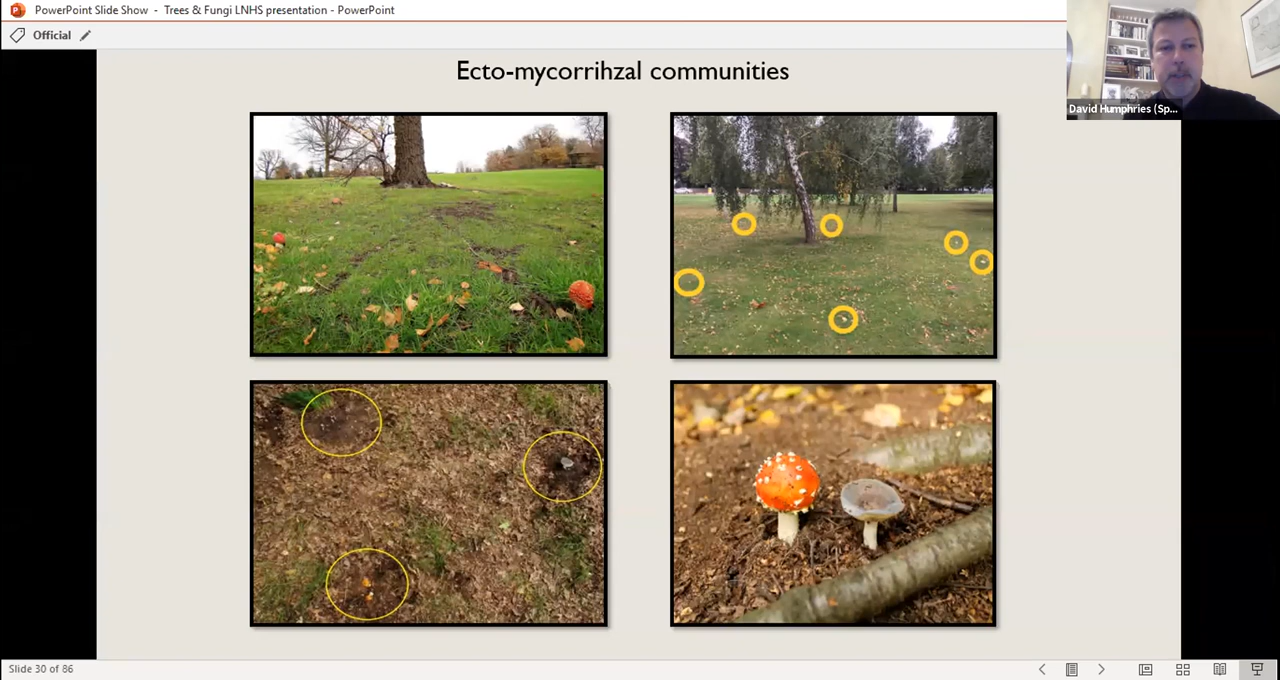 PowerPoint Slide Show - Trees & Fungi LNHS presentation - PowerPoint
Official
Ecto-mycorrihzal communities
David Humphries (Sp...
Slide 30 of 86